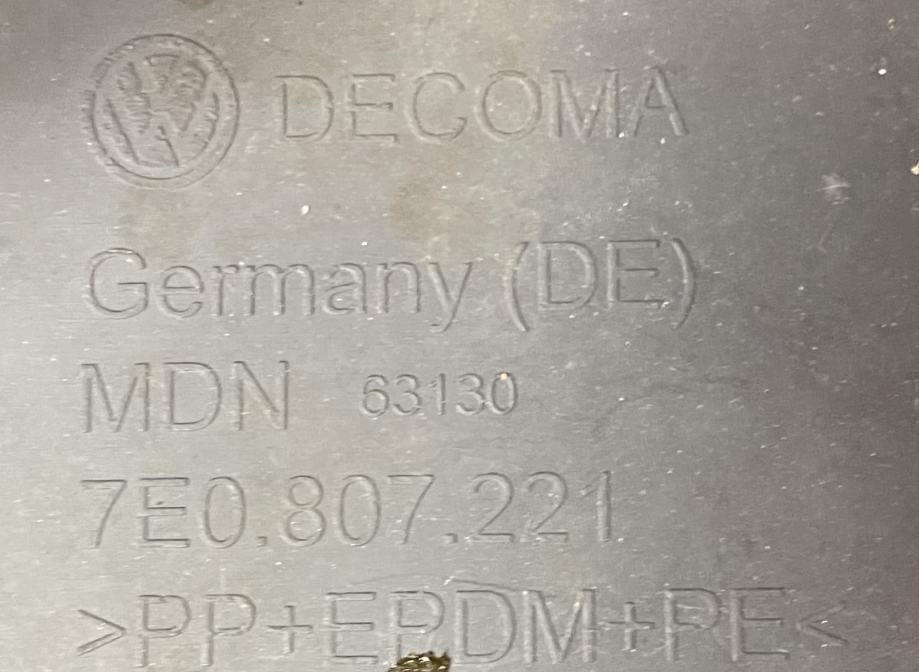 DECOMA
Germany (DE)
MDN 63130
7E0.807.221
>PP+EPDM+PE<